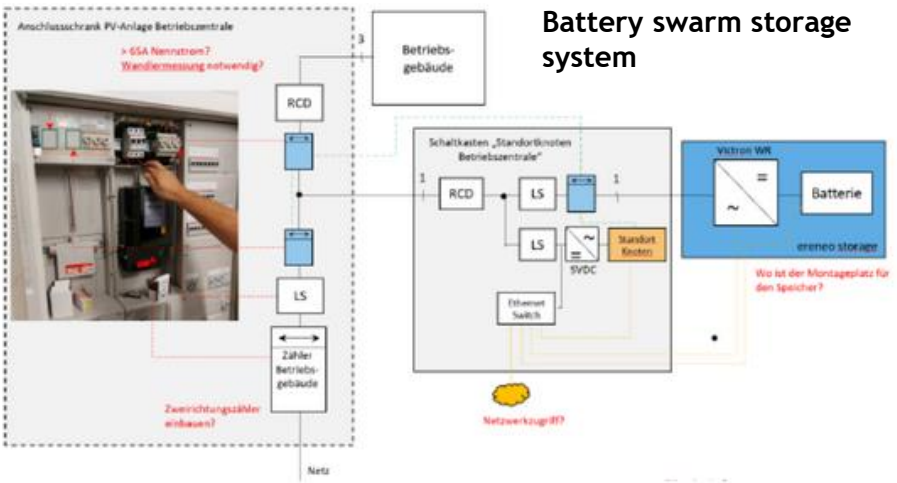 Battery swarm storage
system
Anschlussschrank PV-Anlage Betriebszentrale
> 65A Nennstrom?
Wandlermessung notwendig?
3
Betriebs-
gebäude
RCD
Schaltkasten „Standortknoten
Betriebszentrale"
1
RCD
LS
1
LS
5VDC
Standort
Knoten
Ethernet
Switch
Victron WR
=
~
Batterie
ereneo storage
Wo ist der Montageplatz für
den Speicher?
LS
Zähler
Betriebs-
gebäude
Zweirichtungszähler
einbauen?
Netzwerkzugriff?
Netz